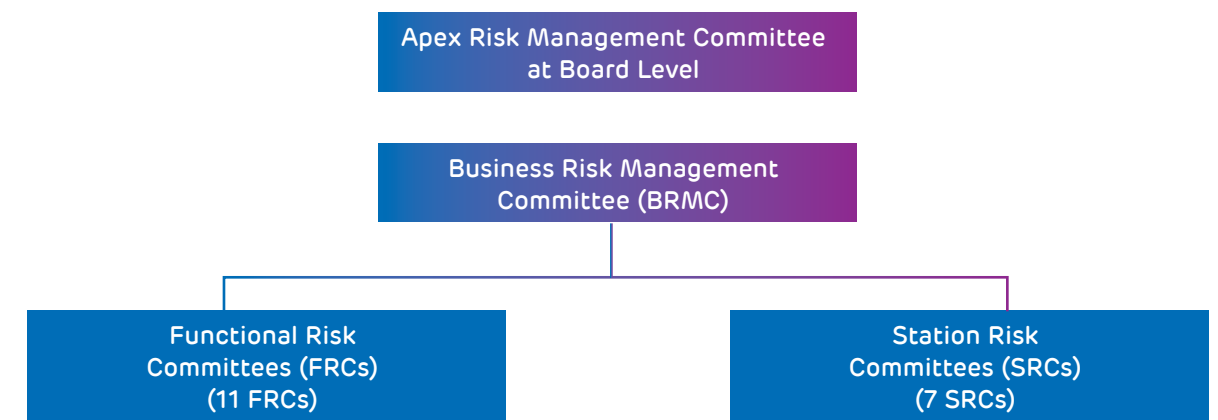 Apex Risk Management Committee
at Board Level
Business Risk Management
Committee (BRMC)
Functional Risk
Committees (FRCs)
(11 FRCs)
Station Risk
Committees (SRCs)
(7 SRCs)